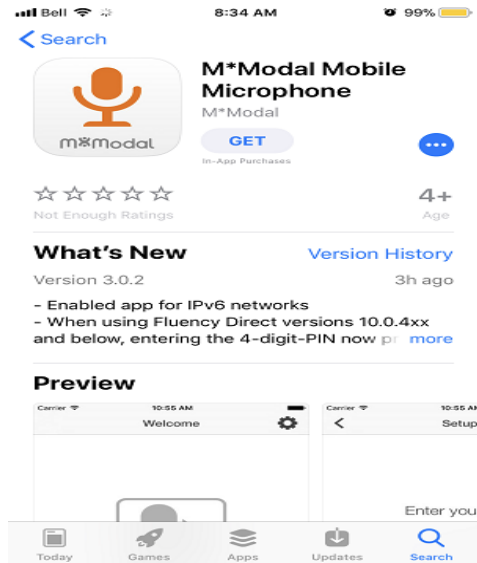 Bell 8:34 AM 99%
Search
M*Modal Mobile
Microphone
M*Modal
m*modal
GET
In-App Purchases
Not Enough Ratings
4+
Age
What's New
Version History
Version 3.0.2
3h ago
- Enabled app for IPv6 networks
- When using Fluency Direct versions 10.0.4xx
and below, entering the 4-digit-PIN now pr more
Preview
Carrier 10:55 AM
Welcome
Carrier 10:55 AM
Setup
Enter you
Today Games Apps Updates Search